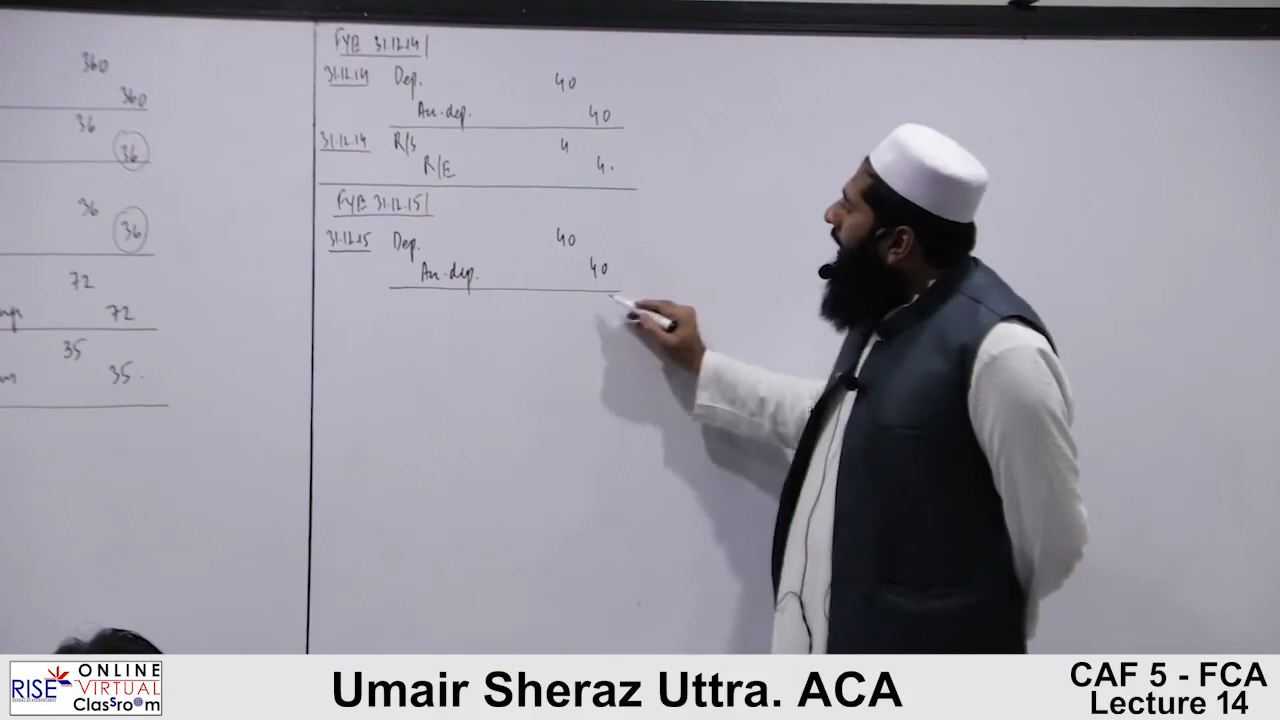 360
360
36
36
36
36
72
72
35
35
FYE 31.12.14
31.12.14 Dep. 40
Acc. dep. 40
31.12.14 R/S 4
R/E 4.
FYE 31.12.15
31.12.15 Dep. 40
Acc. dep. 40
RISE ONLINE VIRTUAL Classroom
Umair Sheraz Uttra. ACA
CAF 5 - FCA
Lecture 14